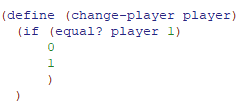 (define (change-player player)
  (if (equal? player 1)
      0
      1
      )
  )